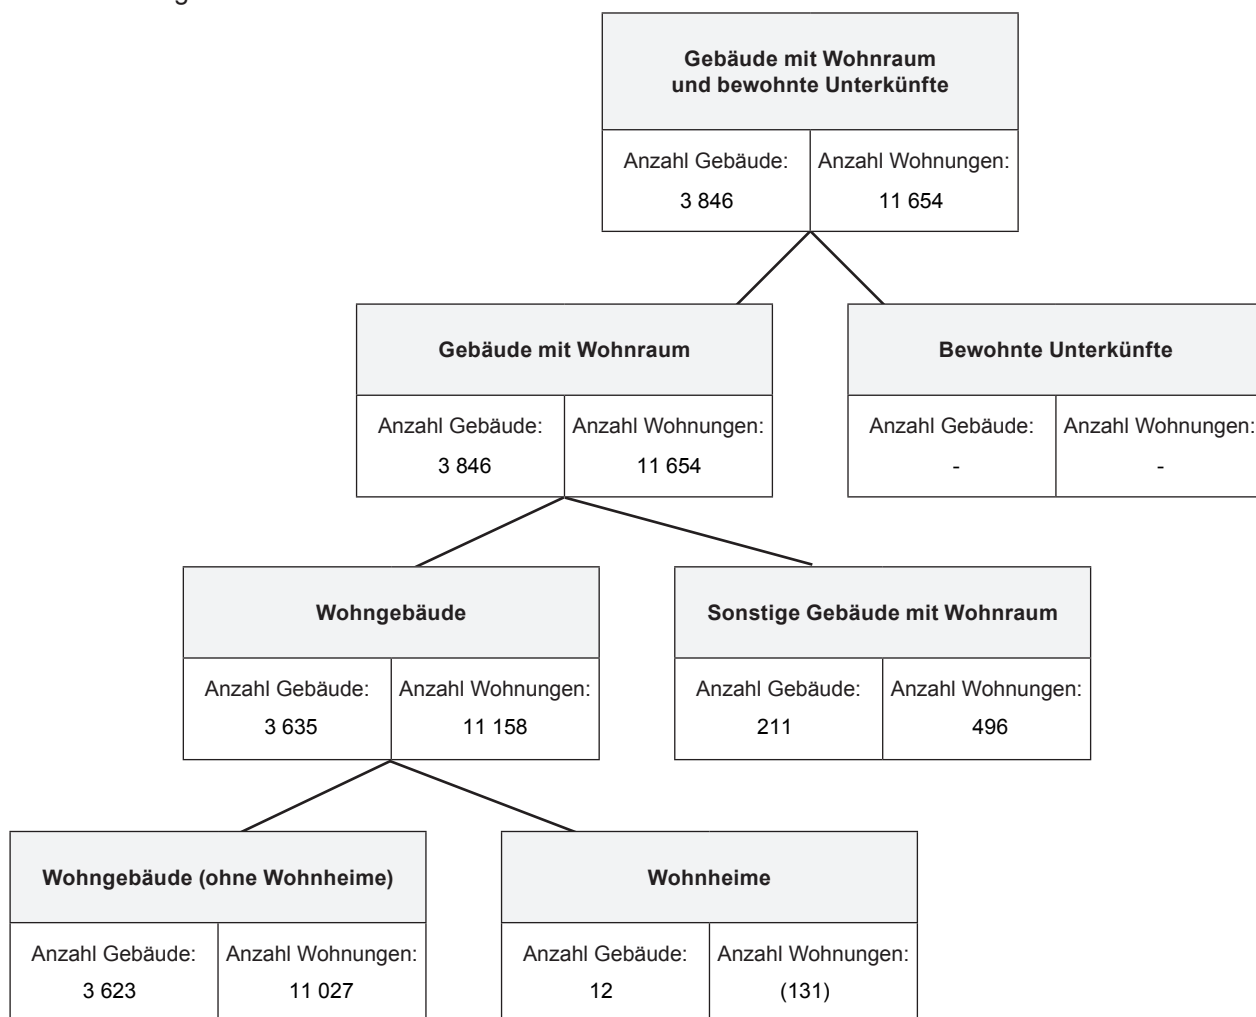 Gebäude mit Wohnraum
und bewohnte Unterkünfte
Anzahl Gebäude: Anzahl Wohnungen:
3 846 11 654
Gebäude mit Wohnraum Bewohnte Unterkünfte
Anzahl Gebäude: Anzahl Wohnungen: Anzahl Gebäude: Anzahl Wohnungen:
3 846 11 654 - -
Wohngebäude Sonstige Gebäude mit Wohnraum
Anzahl Gebäude: Anzahl Wohnungen: Anzahl Gebäude: Anzahl Wohnungen:
3 635 11 158 211 496
Wohngebäude (ohne Wohnheime) Wohnheime
Anzahl Gebäude: Anzahl Wohnungen: Anzahl Gebäude: Anzahl Wohnungen:
3 623 11 027 12 (131)